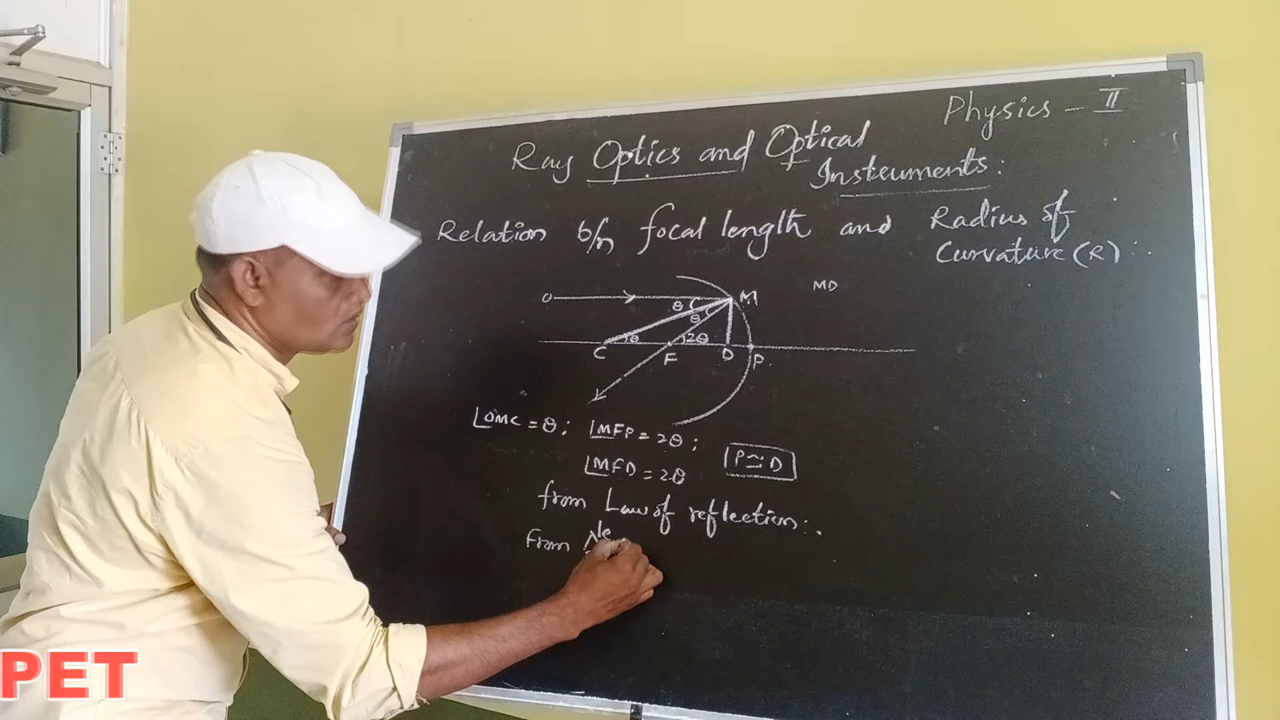 Physics - II
Ray Optics and Optical
Instruments:
Relation b/n focal length and Radius of
Curvature (R) :
O M MD
θ
θ
C θ F 2θ D P
∠OMC = θ; ∠MFP = 2θ;
∠MFD = 2θ P ≃ D
from Law of reflection:.
from Δle
PET